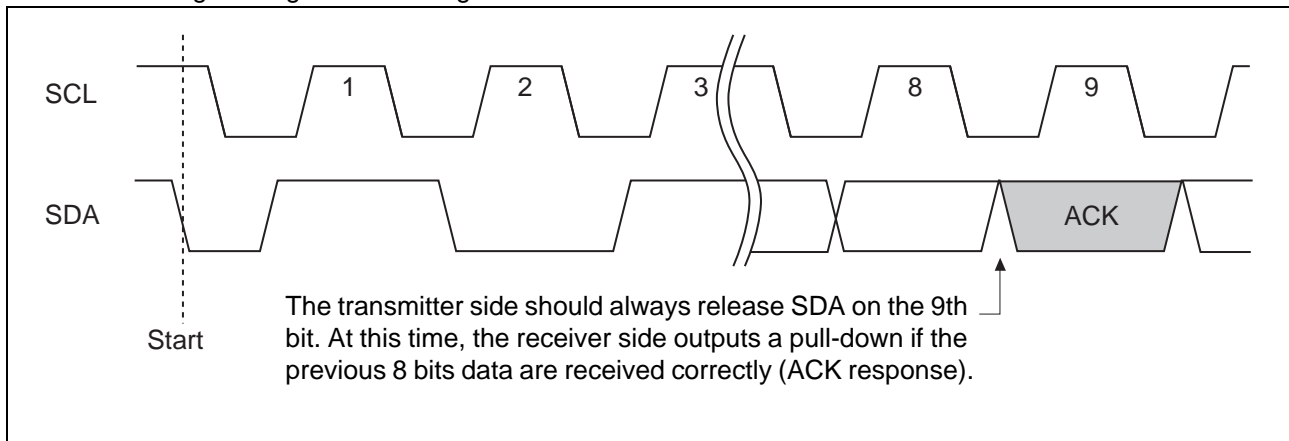 SCL
1
2
3
8
9
SDA
ACK
Start
The transmitter side should always release SDA on the 9th
bit. At this time, the receiver side outputs a pull-down if the
previous 8 bits data are received correctly (ACK response).